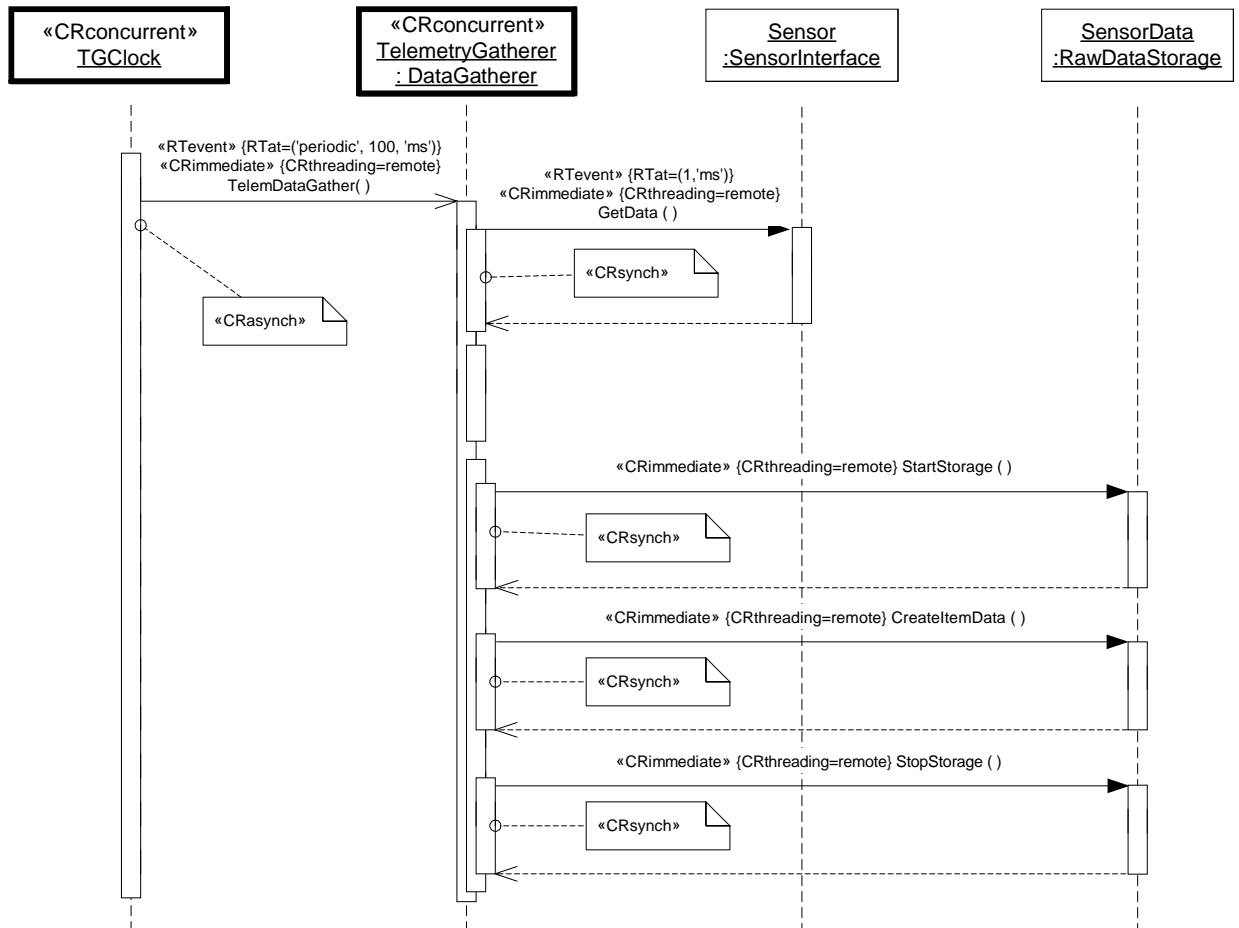 «CRconcurrent»
TGClock
«CRconcurrent»
TelemetryGatherer
: DataGatherer
Sensor
:SensorInterface
SensorData
:RawDataStorage
«RTevent» {RTat=('periodic', 100, 'ms')}
«CRimmediate» {CRthreading=remote}
TelemDataGather( )
«RTevent» {RTat=(1,'ms')}
«CRimmediate» {CRthreading=remote}
GetData ( )
«CRsynch»
«CRasynch»
«CRimmediate» {CRthreading=remote} StartStorage ( )
«CRsynch»
«CRimmediate» {CRthreading=remote} CreateItemData ( )
«CRsynch»
«CRimmediate» {CRthreading=remote} StopStorage ( )
«CRsynch»